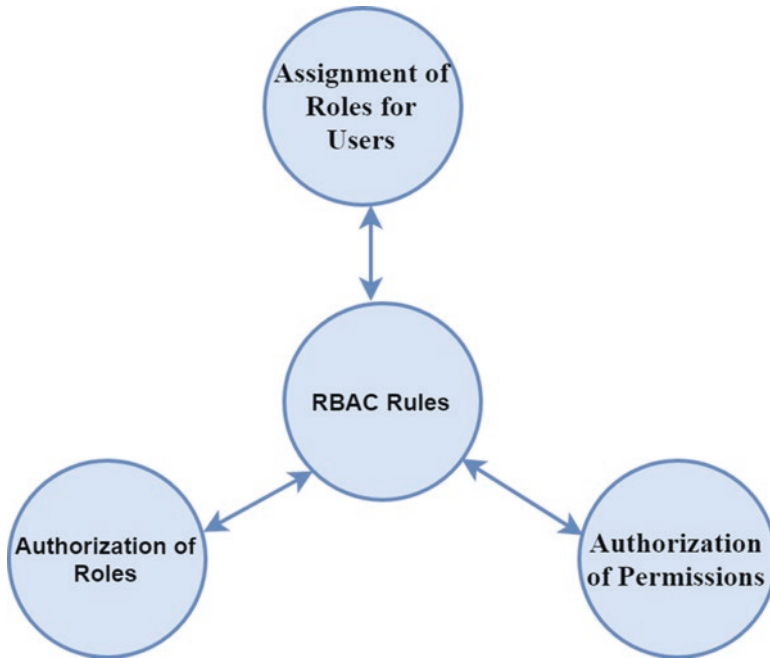 Assignment of
Roles for
Users
RBAC Rules
Authorization of
Roles
Authorization
of Permissions